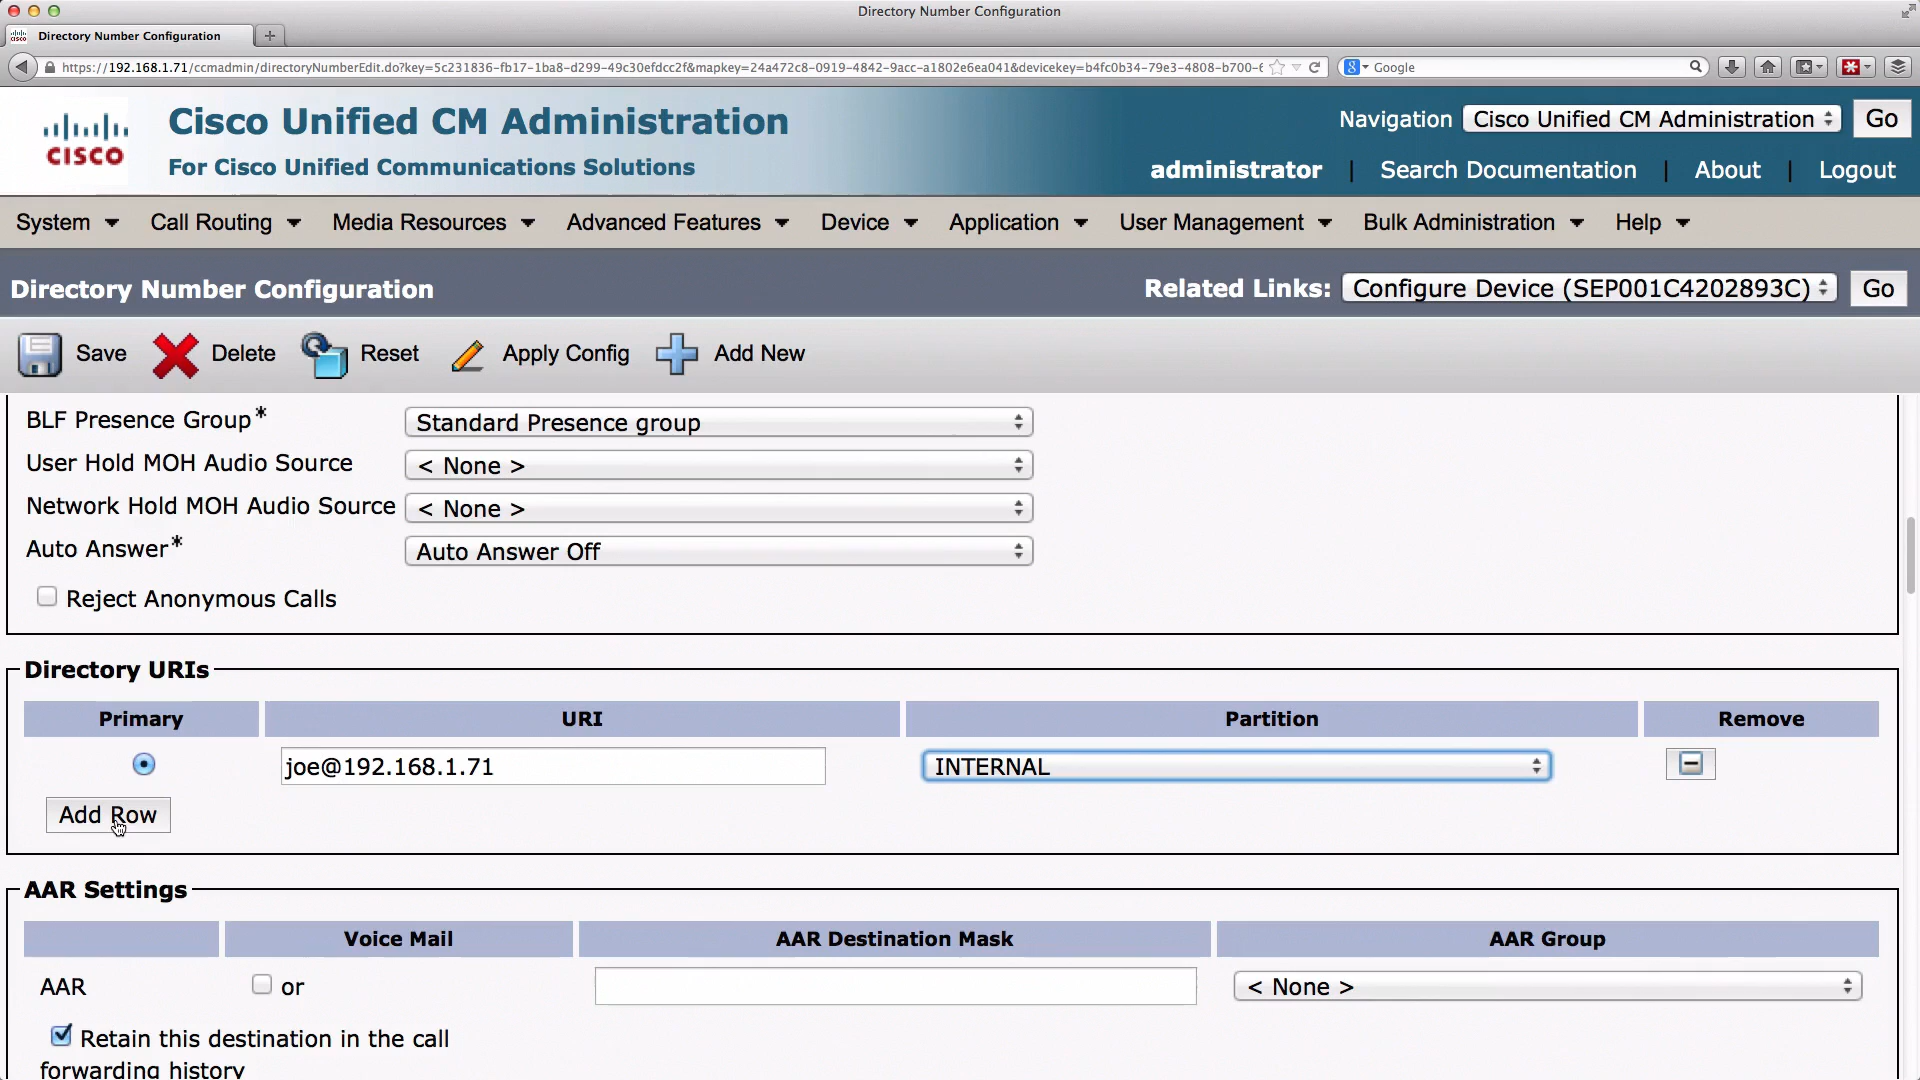 Directory Number Configuration
Directory Number Configuration
https://192.168.1.71/ccmadmin/directoryNumberEdit.do?key=5c231836-fb17-1ba8-d299-49c30efdcc2f&mapkey=24a472c8-0919-4842-9acc-a1802e6ea041&devicekey=b4fc0b34-79e3-4808-b700-6
Google
CISCO
Cisco Unified CM Administration
For Cisco Unified Communications Solutions
Navigation Cisco Unified CM Administration Go
administrator | Search Documentation | About | Logout
System Call Routing Media Resources Advanced Features Device Application User Management Bulk Administration Help
Directory Number Configuration
Related Links: Configure Device (SEP001C4202893C) Go
Save Delete Reset Apply Config Add New
BLF Presence Group* Standard Presence group
User Hold MOH Audio Source < None >
Network Hold MOH Audio Source < None >
Auto Answer* Auto Answer Off
Reject Anonymous Calls
Directory URIs
Primary URI Partition Remove
joe@192.168.1.71 INTERNAL
Add Row
AAR Settings
Voice Mail AAR Destination Mask AAR Group
AAR or < None >
Retain this destination in the call
forwarding history